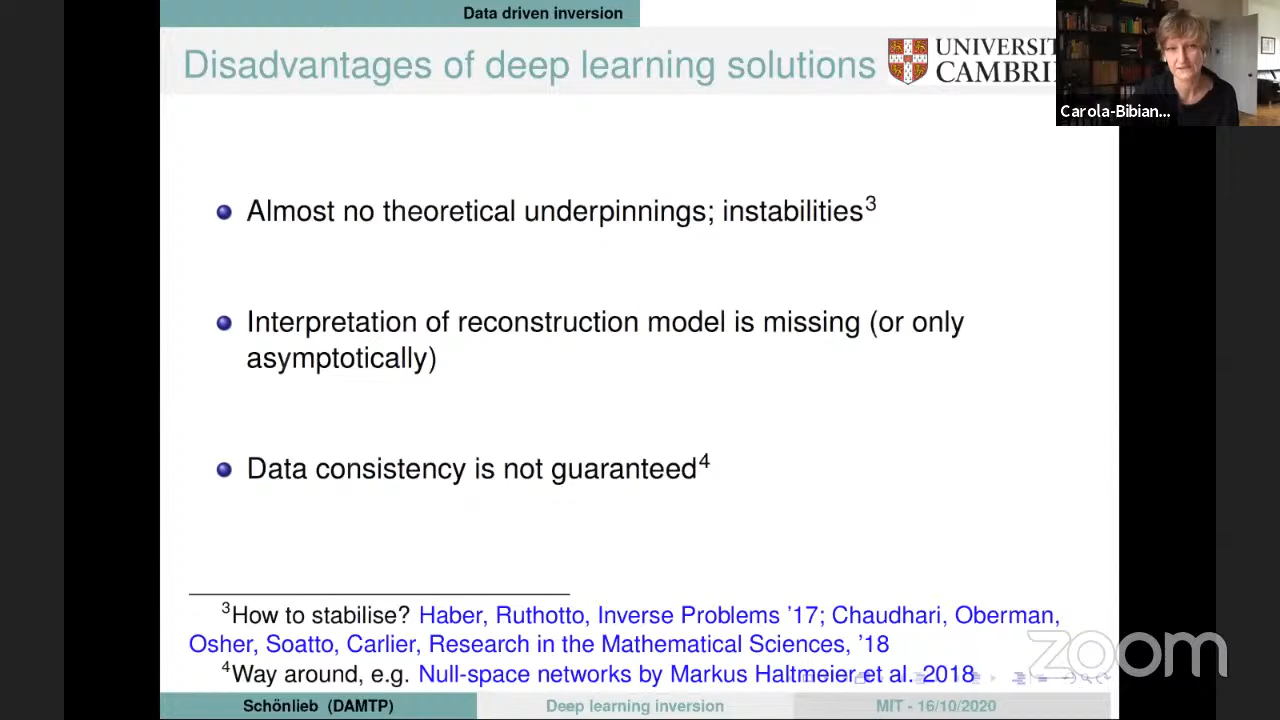 Data driven inversion
Disadvantages of deep learning solutions
UNIVERSIT
CAMBRI
Carola-Bibian...
Almost no theoretical underpinnings; instabilities³
Interpretation of reconstruction model is missing (or only
asymptotically)
Data consistency is not guaranteed⁴
³How to stabilise? Haber, Ruthotto, Inverse Problems '17; Chaudhari, Oberman,
Osher, Soatto, Carlier, Research in the Mathematical Sciences, '18
⁴Way around, e.g. Null-space networks by Markus Haltmeier et al. 2018
zoom
Schönlieb (DAMTP)
Deep learning inversion
MIT - 16/10/2020